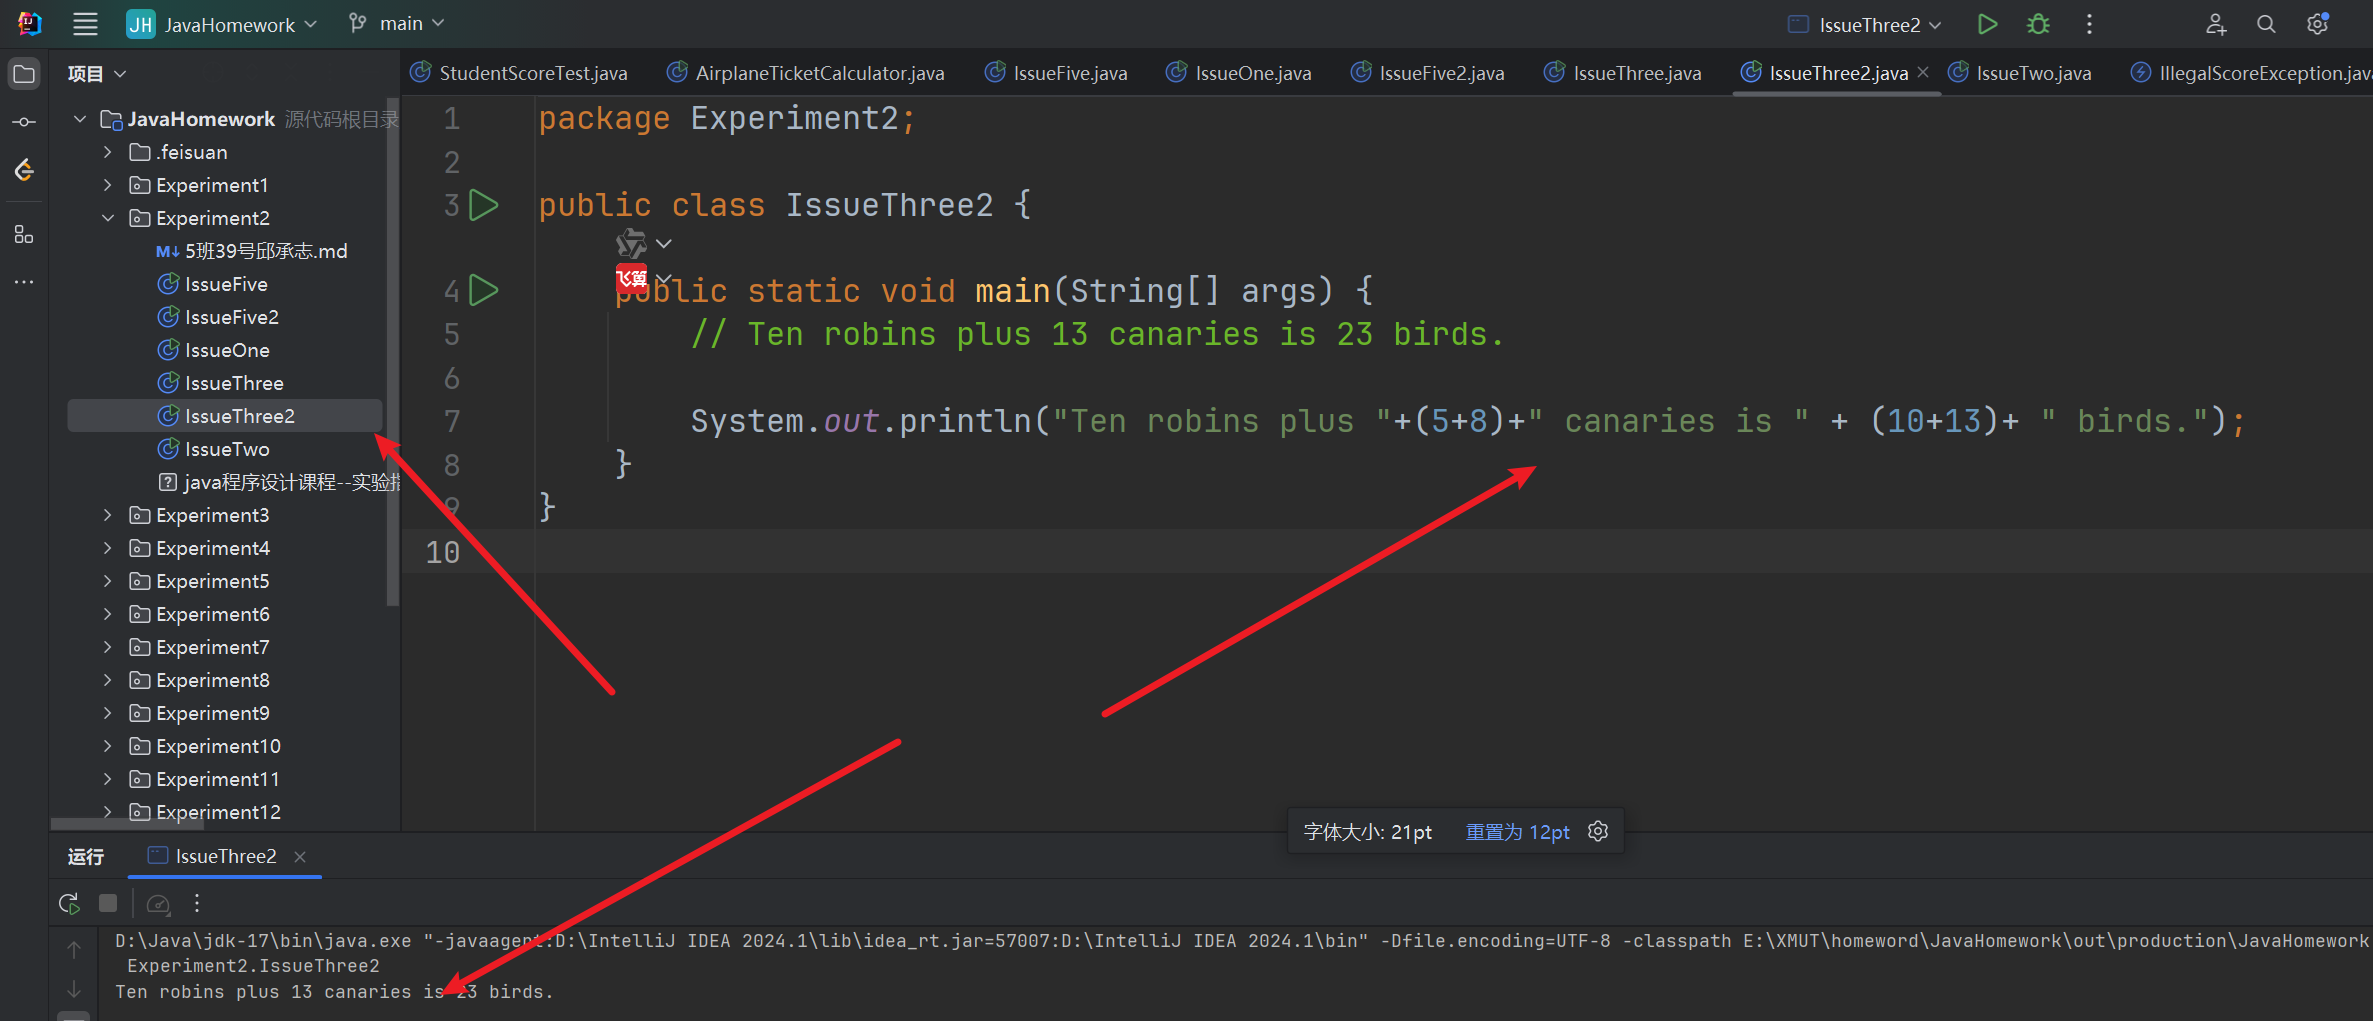 JH JavaHomework main IssueThree2
项目
StudentScoreTest.java AirplaneTicketCalculator.java IssueFive.java IssueOne.java IssueFive2.java IssueThree.java IssueThree2.java IssueTwo.java IllegalScoreException.jav
JavaHomework 源代码根目录
.feisuan
Experiment1
Experiment2
M↓ 5班39号邱承志.md
IssueFive
IssueFive2
IssueOne
IssueThree
IssueThree2
IssueTwo
java程序设计课程--实验指
Experiment3
Experiment4
Experiment5
Experiment6
Experiment7
Experiment8
Experiment9
Experiment10
Experiment11
Experiment12
1 package Experiment2;
2
3 public class IssueThree2 {
飞算
4 public static void main(String[] args) {
5 // Ten robins plus 13 canaries is 23 birds.
6
7 System.out.println("Ten robins plus "+(5+8)+" canaries is " + (10+13)+ " birds.");
8 }
9 }
10
字体大小: 21pt 重置为 12pt
运行 IssueThree2
D:\Java\jdk-17\bin\java.exe "-javaagent:D:\IntelliJ IDEA 2024.1\lib\idea_rt.jar=57007:D:\IntelliJ IDEA 2024.1\bin" -Dfile.encoding=UTF-8 -classpath E:\XMUT\homeword\JavaHomework\out\production\JavaHomework
Experiment2.IssueThree2
Ten robins plus 13 canaries is 23 birds.